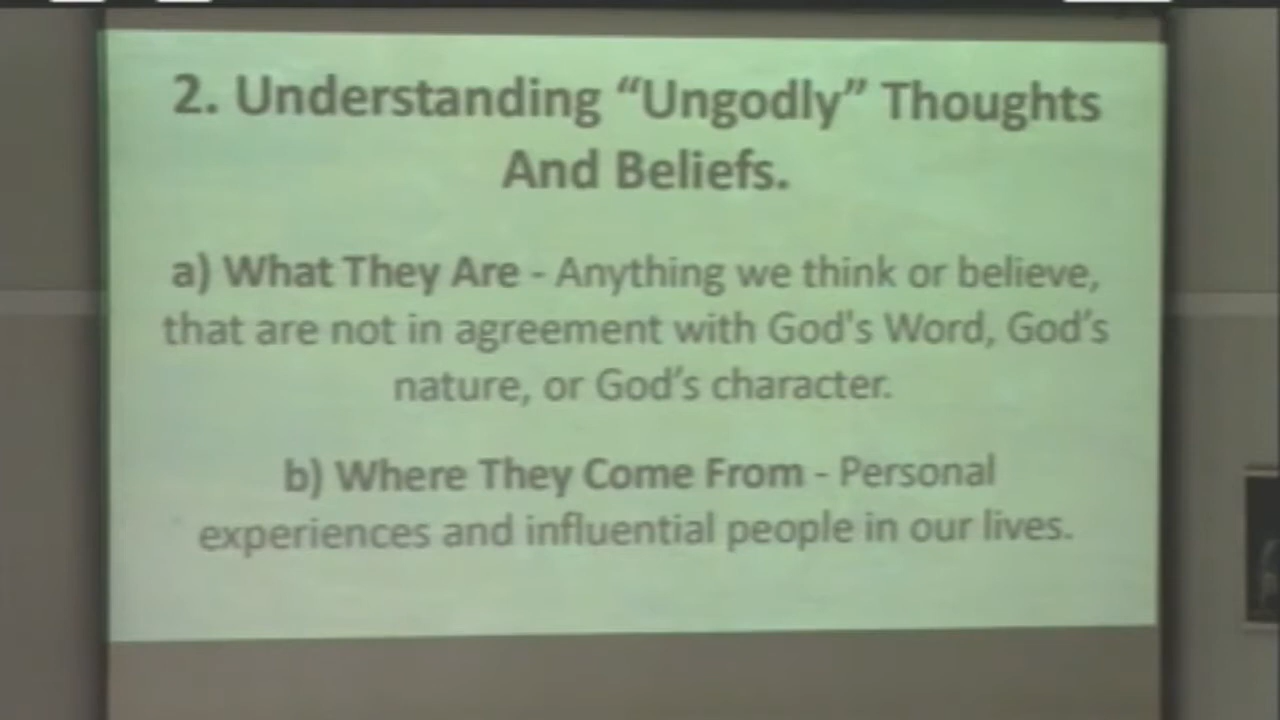 2. Understanding “Ungodly” Thoughts
And Beliefs.
a) What They Are - Anything we think or believe,
that are not in agreement with God's Word, God’s
nature, or God’s character.
b) Where They Come From - Personal
experiences and influential people in our lives.